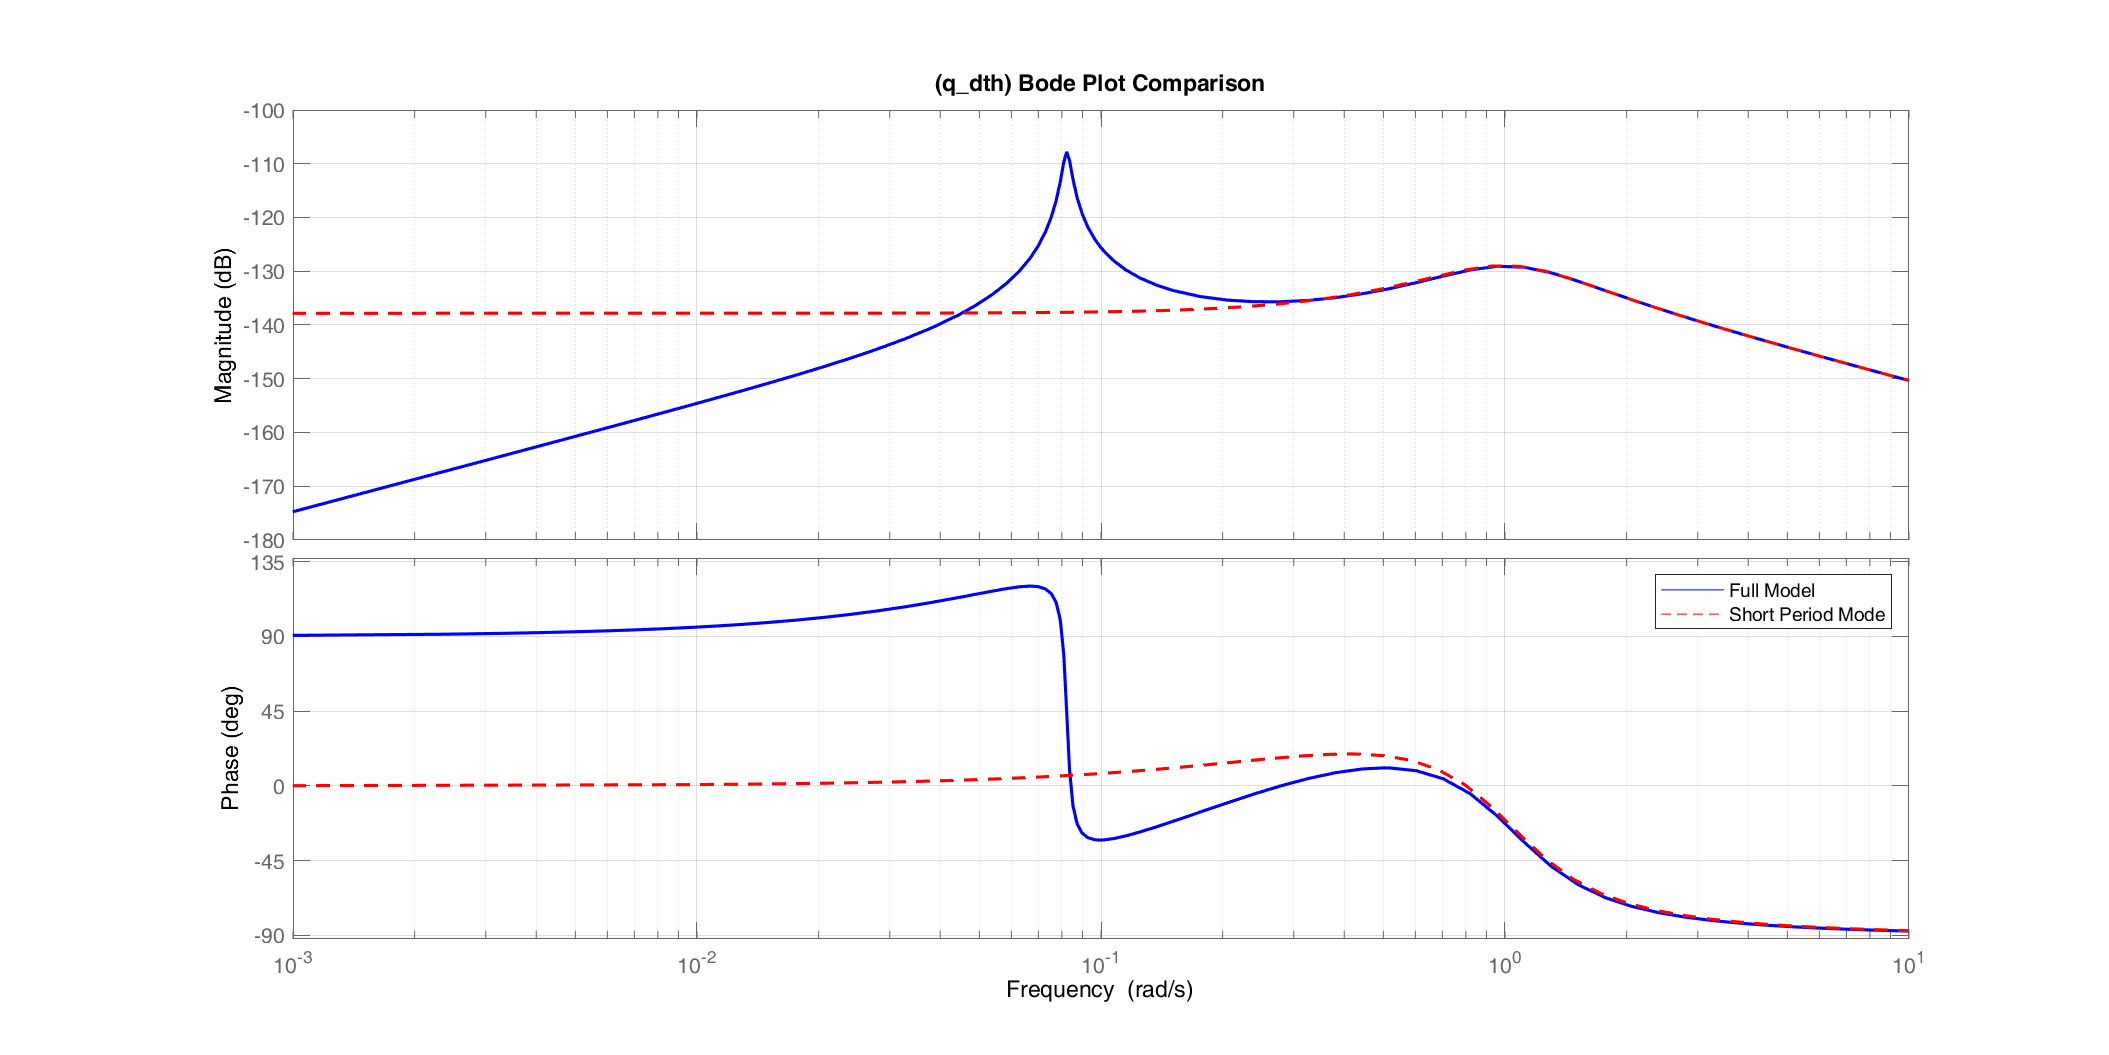 (q_dth) Bode Plot Comparison
Magnitude (dB)
-100
-110
-120
-130
-140
-150
-160
-170
-180
Phase (deg)
135
90
45
0
-45
-90
Full Model
Short Period Mode
10^-3 10^-2 10^-1 10^0 10^1
Frequency (rad/s)